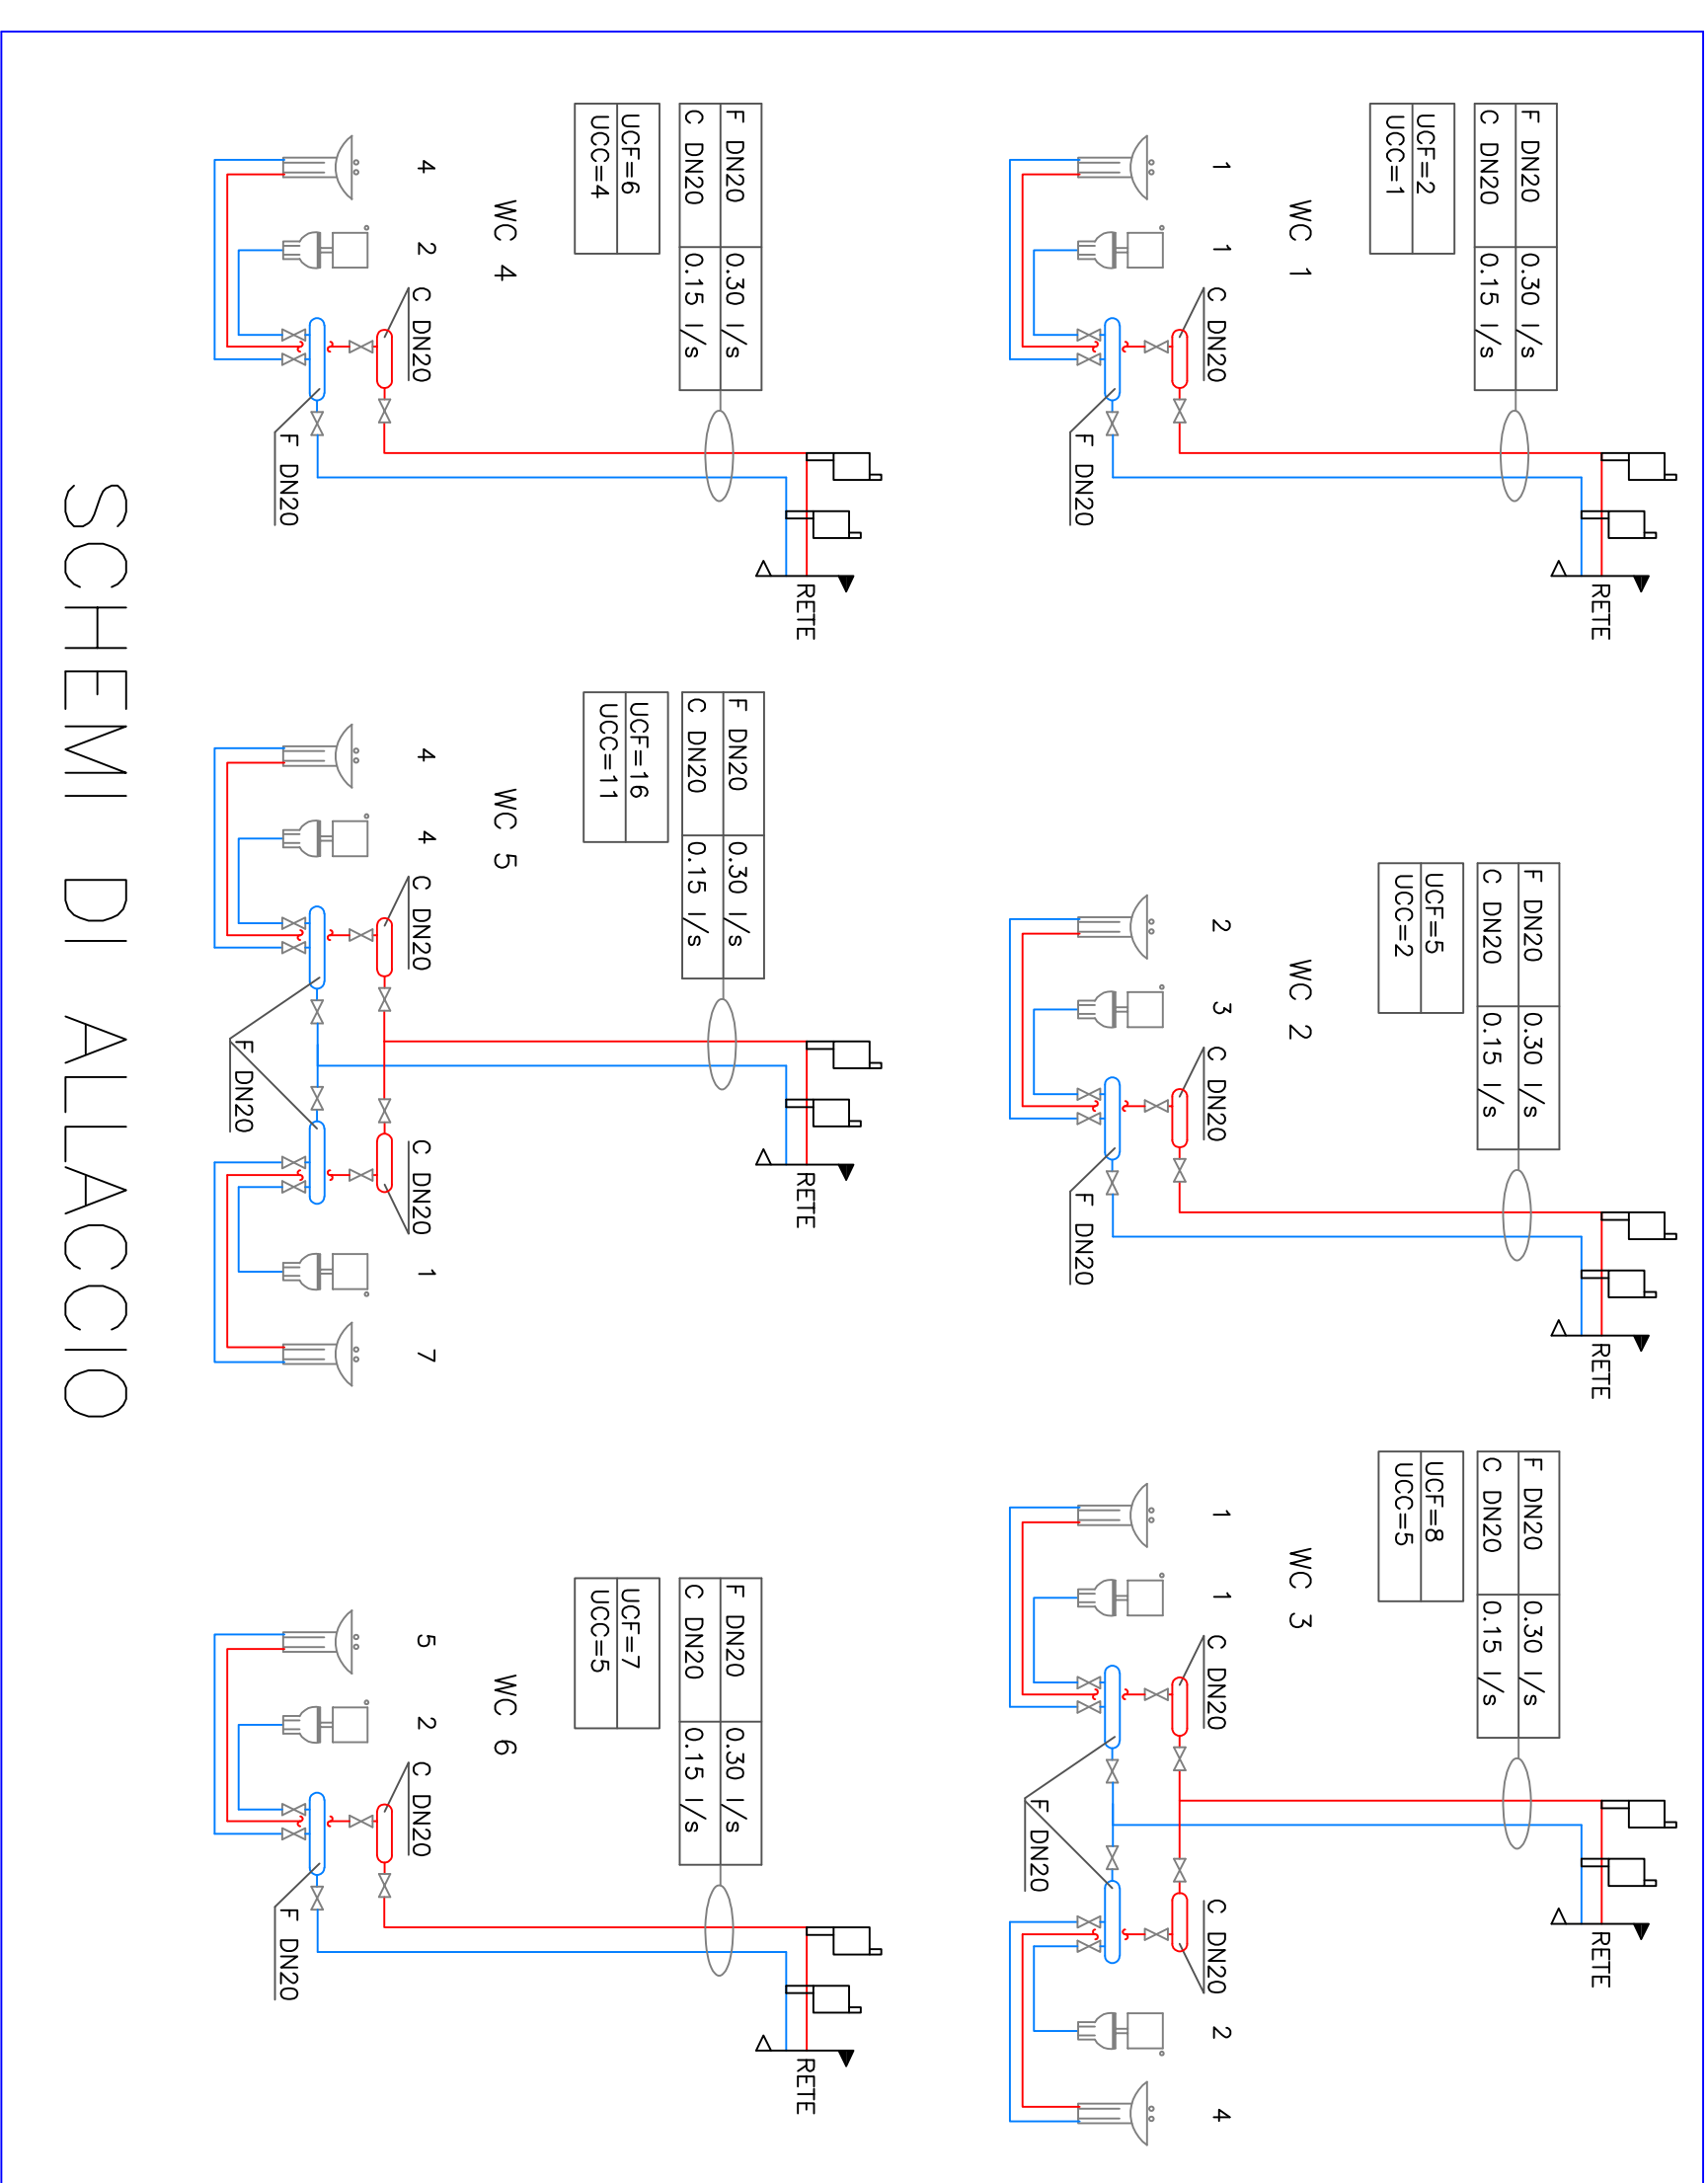 F DN20 0.30 l/s
C DN20 0.15 l/s
UCF=2
UCC=1
WC 1
1 1
C DN20
F DN20
RETE
F DN20 0.30 l/s
C DN20 0.15 l/s
UCF=5
UCC=2
WC 2
2 3
C DN20
F DN20
RETE
F DN20 0.30 l/s
C DN20 0.15 l/s
UCF=8
UCC=5
WC 3
1 1 2 4
C DN20 C DN20
F DN20
RETE
F DN20 0.30 l/s
C DN20 0.15 l/s
UCF=6
UCC=4
WC 4
4 2
C DN20
F DN20
RETE
F DN20 0.30 l/s
C DN20 0.15 l/s
UCF=16
UCC=11
WC 5
4 4 1 7
C DN20 C DN20
F DN20
RETE
F DN20 0.30 l/s
C DN20 0.15 l/s
UCF=7
UCC=5
WC 6
5 2
C DN20
F DN20
RETE
SCHEMI DI ALLACCIO